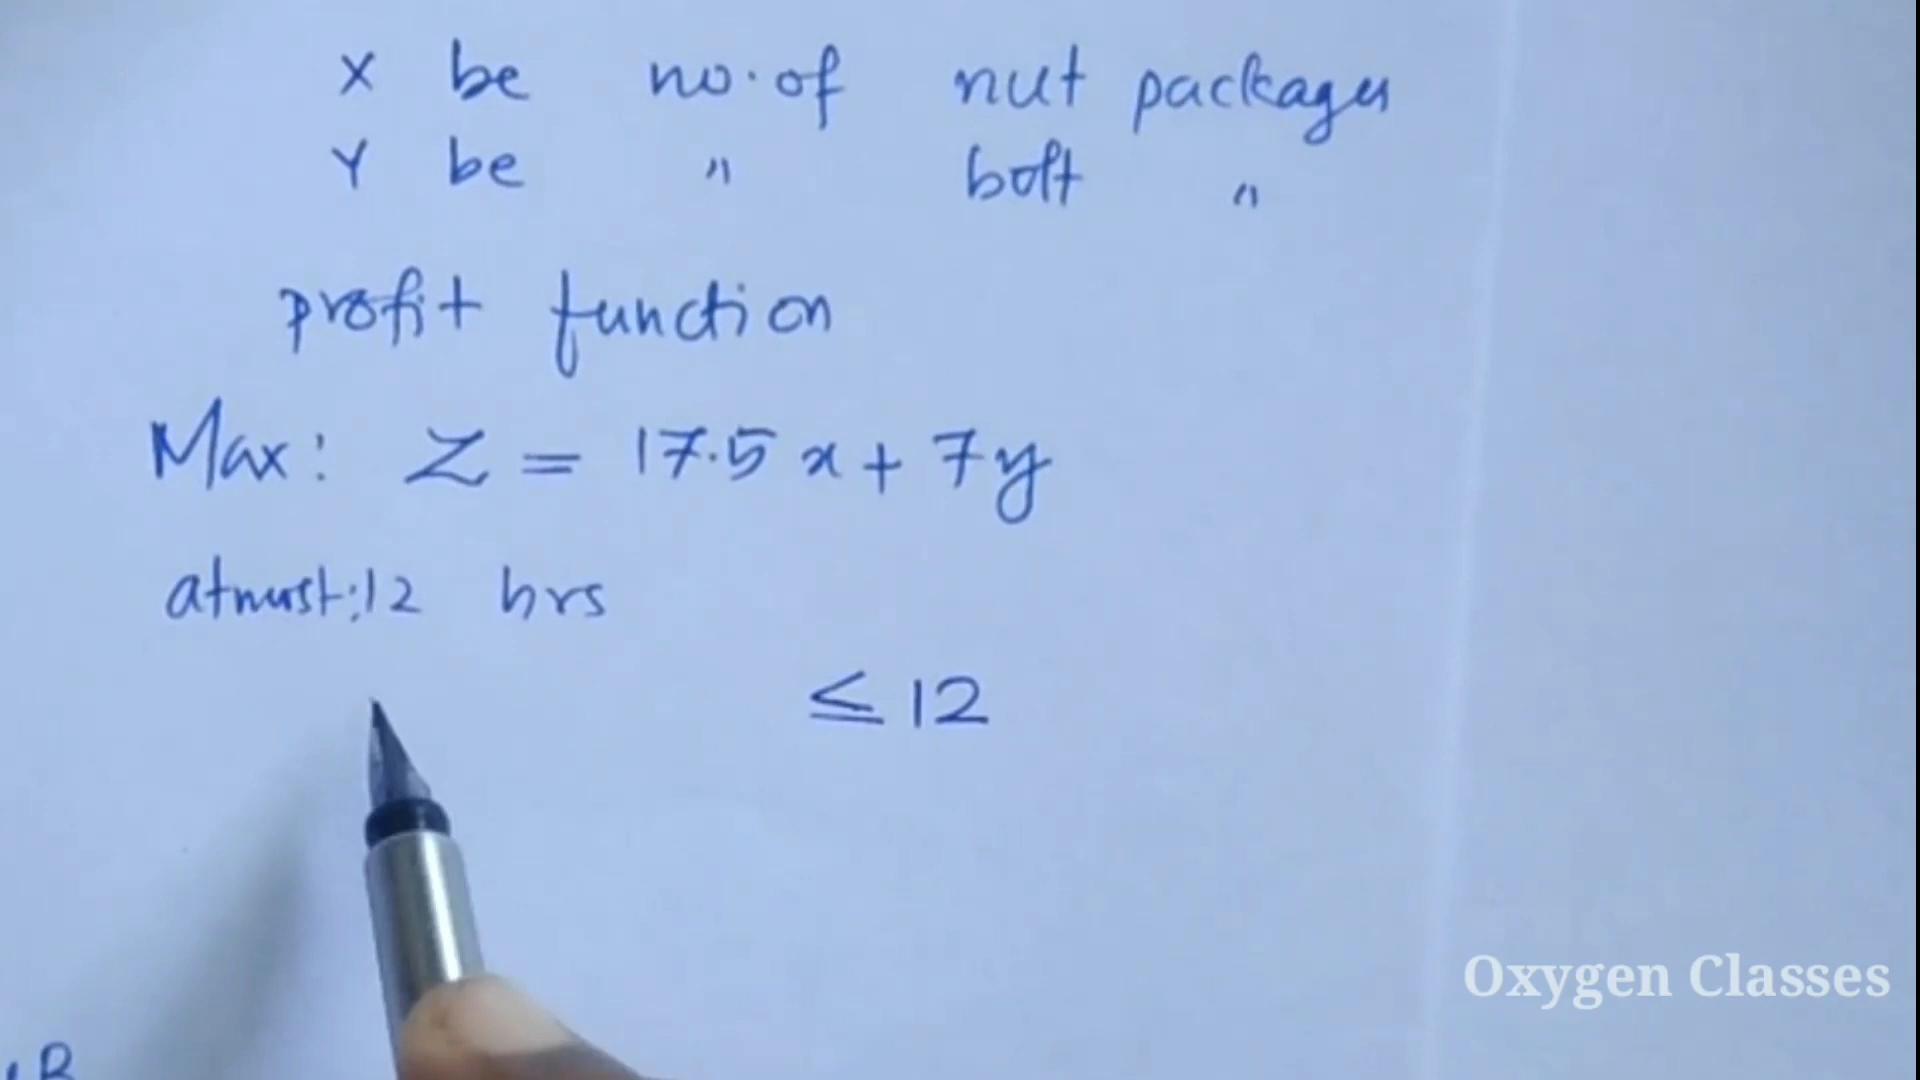 X be no. of nut packages
Y be " bolt "
profit function
Max: Z = 17.5x + 7y
atmost: 12 hrs
≤ 12
B
Oxygen Classes